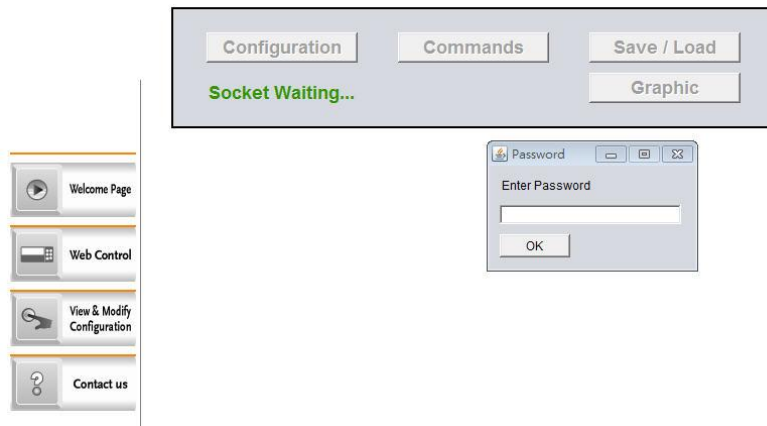 Configuration
Commands
Save / Load
Socket Waiting...
Graphic
Password
Enter Password
OK
Welcome Page
Web Control
View & Modify
Configuration
Contact us